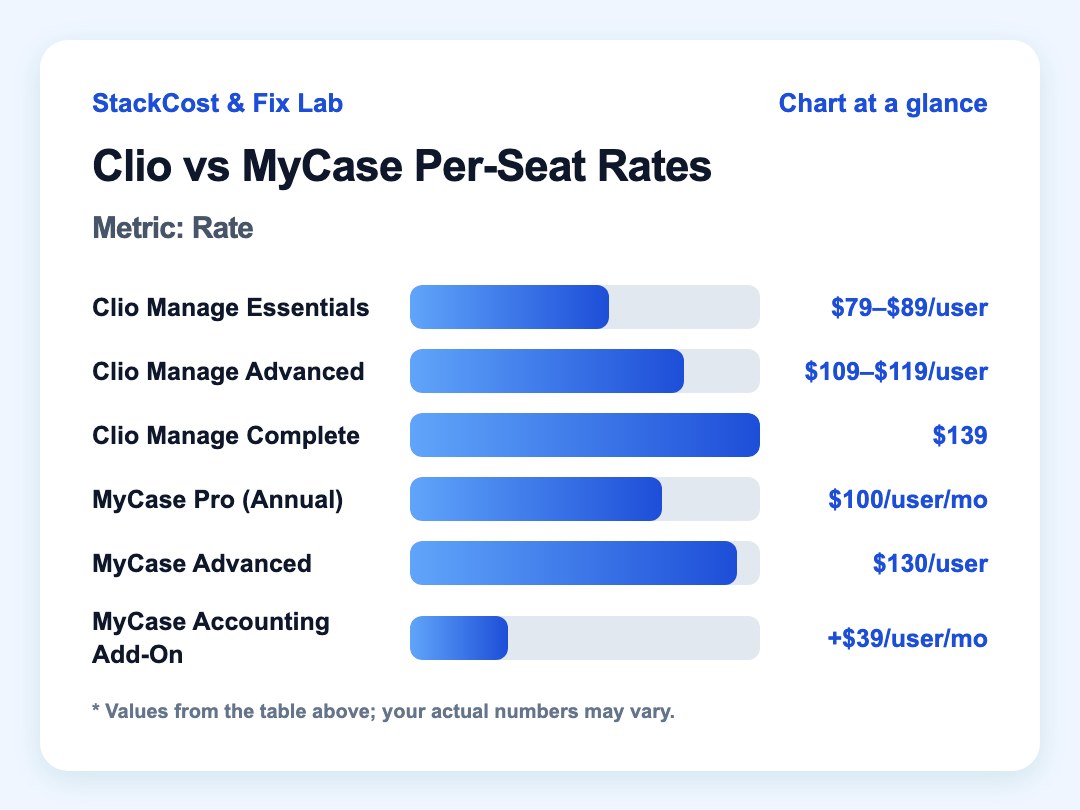 StackCost & Fix Lab
Chart at a glance
Clio vs MyCase Per-Seat Rates
Metric: Rate
Clio Manage Essentials
$79–$89/user
Clio Manage Advanced
$109–$119/user
Clio Manage Complete
$139
MyCase Pro (Annual)
$100/user/mo
MyCase Advanced
$130/user
MyCase Accounting
Add-On
+$39/user/mo
* Values from the table above; your actual numbers may vary.